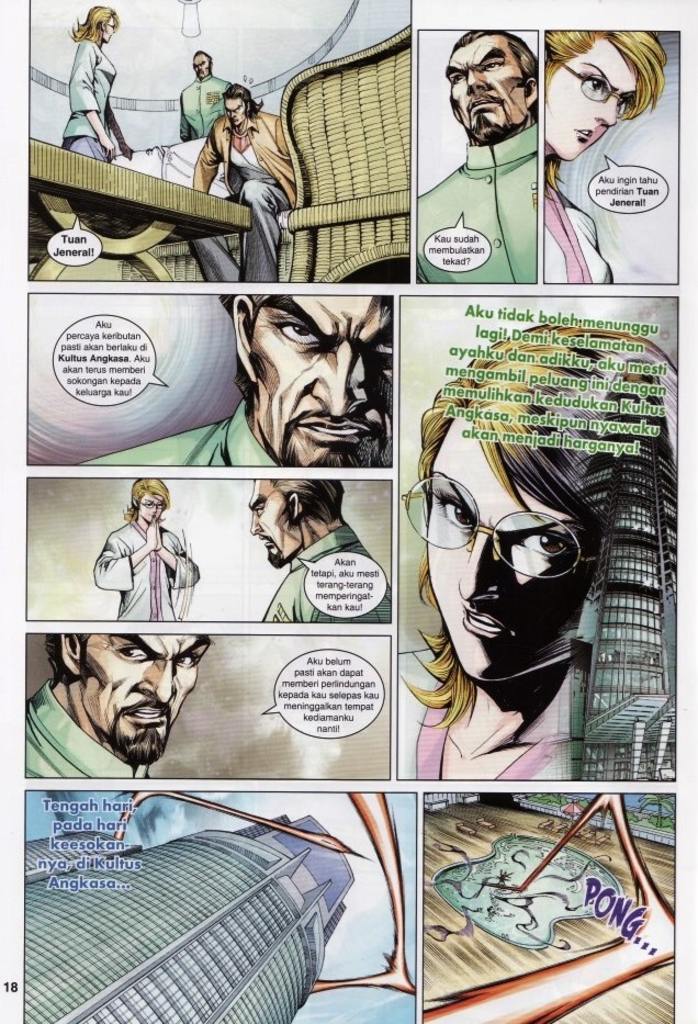 Tuan
Jeneral!
Kau sudah
membulatkan
tekad?
Aku ingin tahu
pendirian Tuan
Jeneral!
Aku
percaya keributan
pasti akan berlaku di
Kultus Angkasa. Aku
akan terus memberi
sokongan kepada
keluarga kau!
Aku tidak boleh menunggu
lagi! Demi keselamatan
ayahku dan adikku, aku mesti
mengambil peluang ini dengan
memulihkan kedudukan Kultus
Angkasa, meskipun nyawaku
akan menjadi harganya!
Akan
tetapi, aku mesti
terang-terang
memperingat-
kan kau!
Aku belum
pasti akan dapat
memberi perlindungan
kepada kau selepas kau
meninggalkan tempat
kediamanku
nanti!
Tengah hari,
pada hari
keesokan-
nya, di Kultus
Angkasa...
PONG...
18